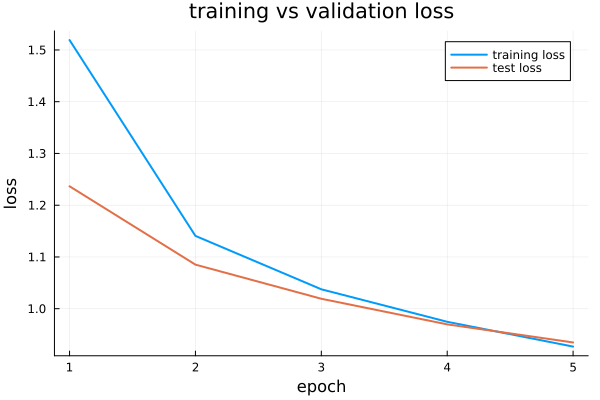 training vs validation loss
training loss
test loss
loss
1.5
1.4
1.3
1.2
1.1
1.0
1 2 3 4 5
epoch